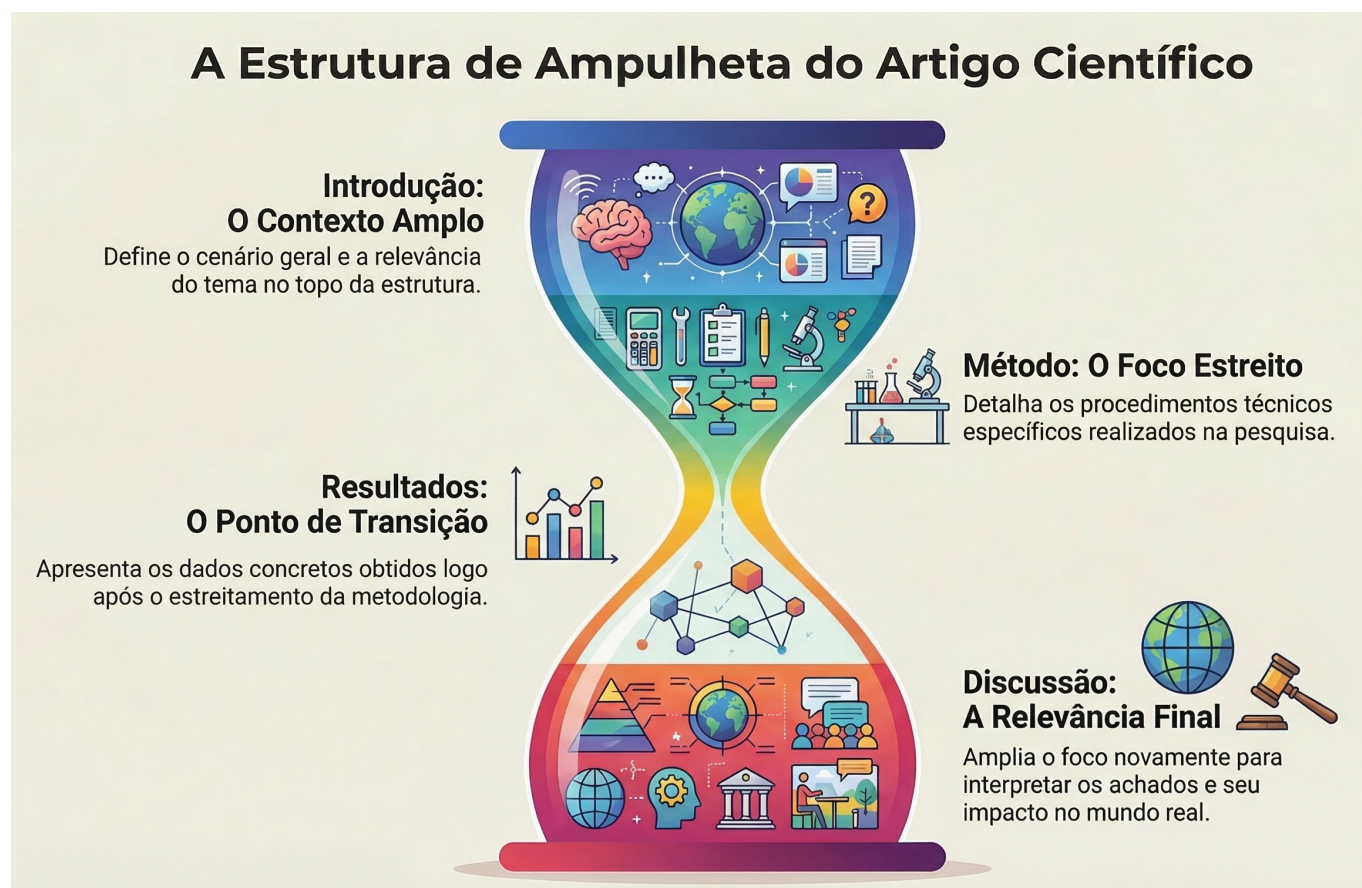 A Estrutura de Ampulheta do Artigo Científico
Introdução:
O Contexto Amplo
Define o cenário geral e a relevância
do tema no topo da estrutura.
?
Método: O Foco Estreito
Detalha os procedimentos técnicos
específicos realizados na pesquisa.
Resultados:
O Ponto de Transição
Apresenta os dados concretos obtidos logo
após o estreitamento da metodologia.
Discussão:
A Relevância Final
Amplia o foco novamente para
interpretar os achados e seu
impacto no mundo real.